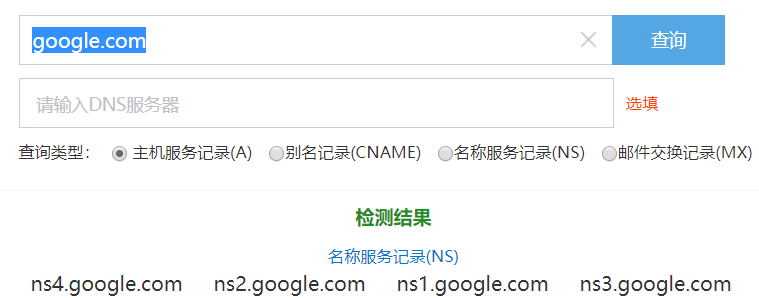 google.com 查询
请输入DNS服务器 选填
查询类型： 主机服务记录(A) 别名记录(CNAME) 名称服务记录(NS) 邮件交换记录(MX)
检测结果
名称服务记录(NS)
ns4.google.com ns2.google.com ns1.google.com ns3.google.com